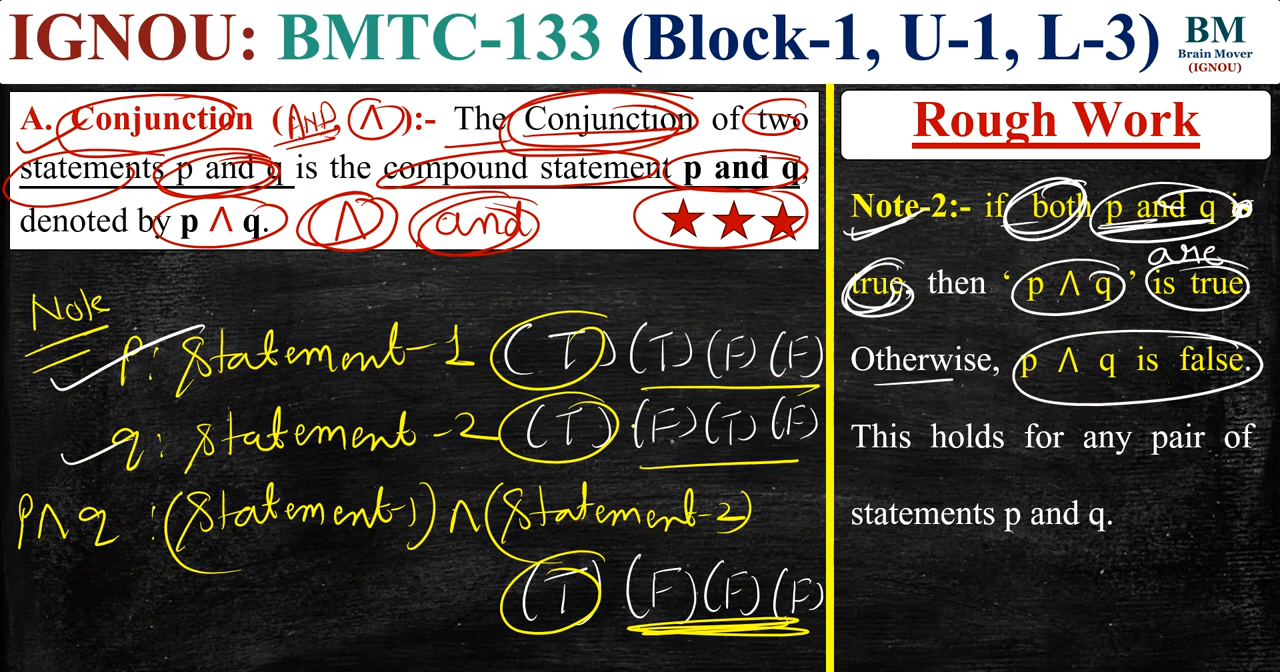 IGNOU: BMTC-133 (Block-1, U-1, L-3)
BM
Brain Mover
(IGNOU)
A. Conjunction (AND, ∧):- The Conjunction of two
statements p and q is the compound statement p and q,
denoted by p ∧ q. ∧ and
Note
p: Statement-1 (T) (T) (F) (F)
q: Statement-2 (T) (F) (T) (F)
p∧q : (Statement-1) ∧ (Statement-2)
(T) (F) (F) (F)
Rough Work
Note-2:- if both p and q is
are
true, then ‘ p ∧ q ’ is true.
Otherwise, p ∧ q is false.
This holds for any pair of
statements p and q.